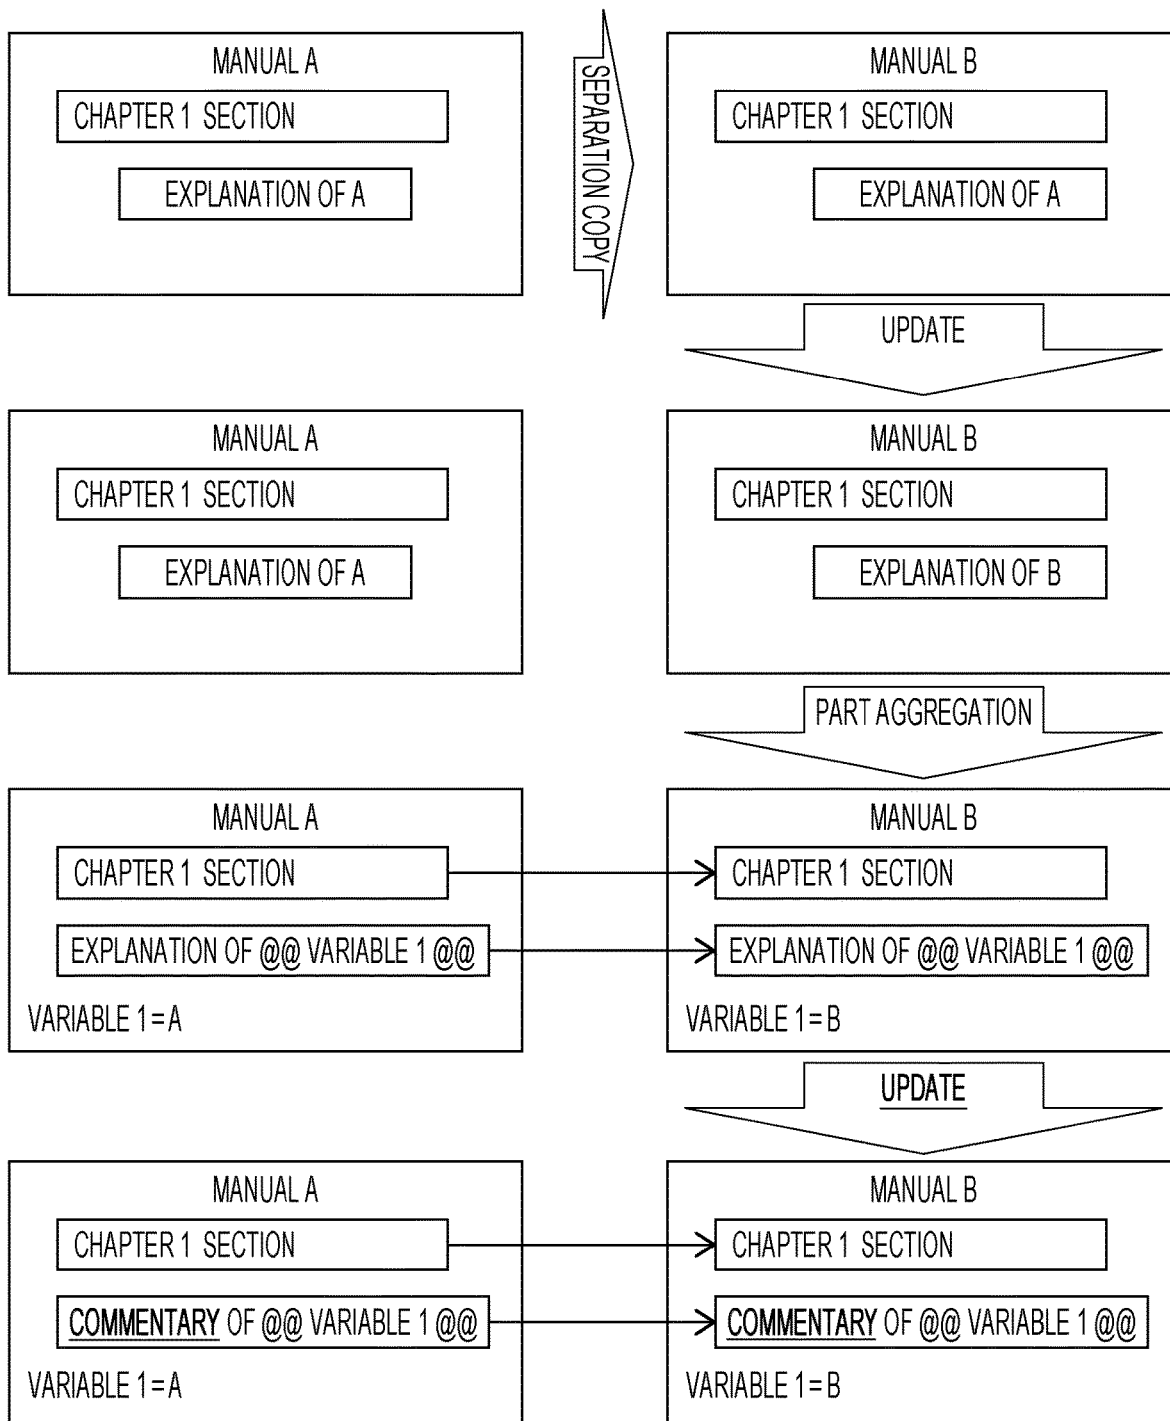 MANUAL A
CHAPTER 1 SECTION
EXPLANATION OF A
SEPARATION COPY
MANUAL B
CHAPTER 1 SECTION
EXPLANATION OF A
UPDATE
MANUAL A
CHAPTER 1 SECTION
EXPLANATION OF A
MANUAL B
CHAPTER 1 SECTION
EXPLANATION OF B
PART AGGREGATION
MANUAL A
CHAPTER 1 SECTION
EXPLANATION OF @@ VARIABLE 1 @@
VARIABLE 1=A
MANUAL B
CHAPTER 1 SECTION
EXPLANATION OF @@ VARIABLE 1 @@
VARIABLE 1=B
UPDATE
MANUAL A
CHAPTER 1 SECTION
COMMENTARY OF @@ VARIABLE 1 @@
VARIABLE 1=A
MANUAL B
CHAPTER 1 SECTION
COMMENTARY OF @@ VARIABLE 1 @@
VARIABLE 1=B